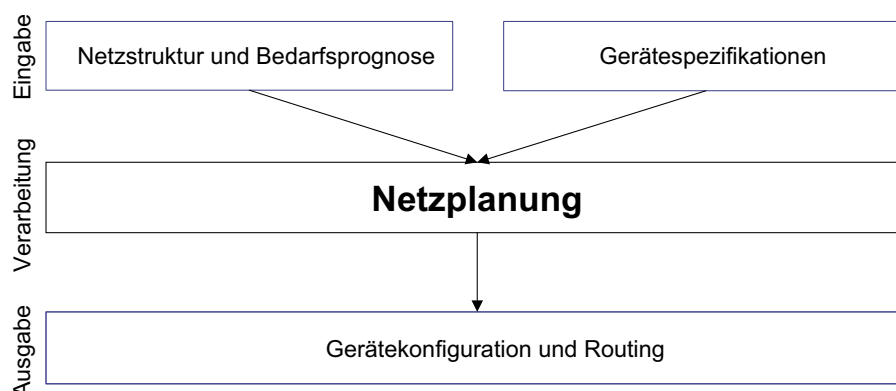 Eingabe
Netzstruktur und Bedarfsprognose
Gerätespezifikationen
Verarbeitung
Netzplanung
Ausgabe
Gerätekonfiguration und Routing